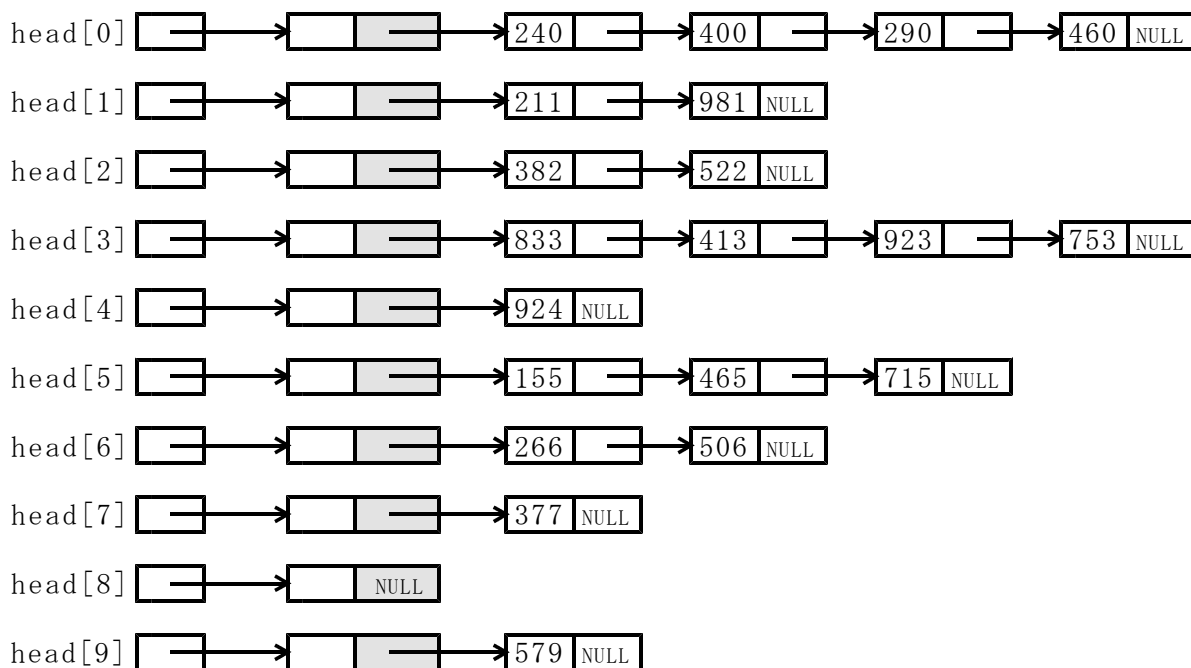 head[0] 240 400 290 460 NULL
head[1] 211 981 NULL
head[2] 382 522 NULL
head[3] 833 413 923 753 NULL
head[4] 924 NULL
head[5] 155 465 715 NULL
head[6] 266 506 NULL
head[7] 377 NULL
head[8] NULL
head[9] 579 NULL